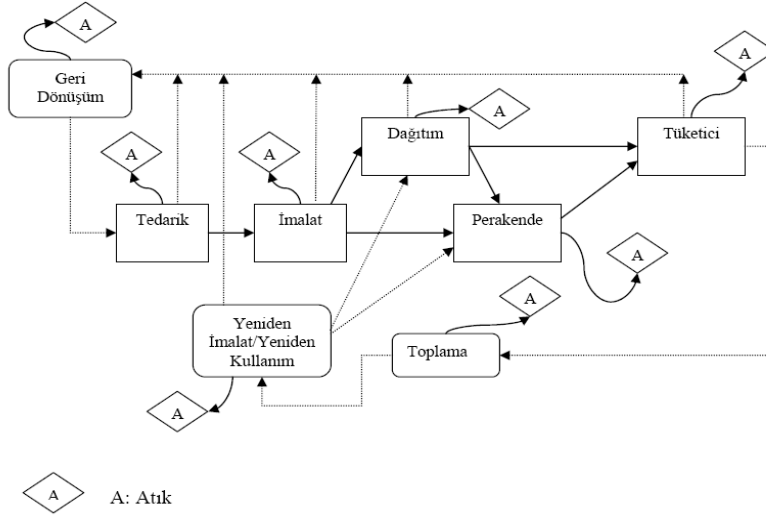 A
Geri
Dönüşüm
A
A
Dağıtım
Tüketici
A
A
Tedarik
İmalat
Perakende
A
A
Yeniden
İmalat/Yeniden
Kullanım
Toplama
A
A
A: Atık